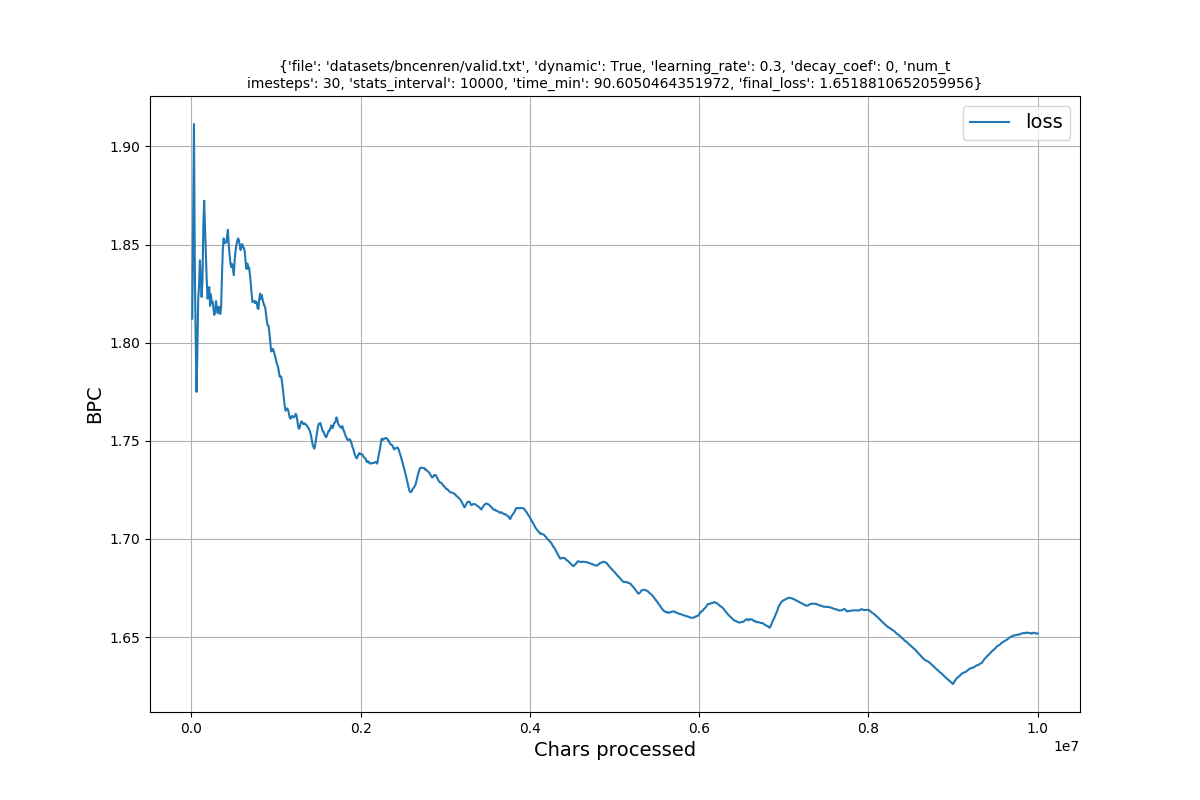 {'file': 'datasets/bncenren/valid.txt', 'dynamic': True, 'learning_rate': 0.3, 'decay_coef': 0, 'num_t
imesteps': 30, 'stats_interval': 10000, 'time_min': 90.6050464351972, 'final_loss': 1.6518810652059956}
loss
1.90
1.85
1.80
1.75
1.70
1.65
BPC
0.0 0.2 0.4 0.6 0.8 1.0
1e7
Chars processed